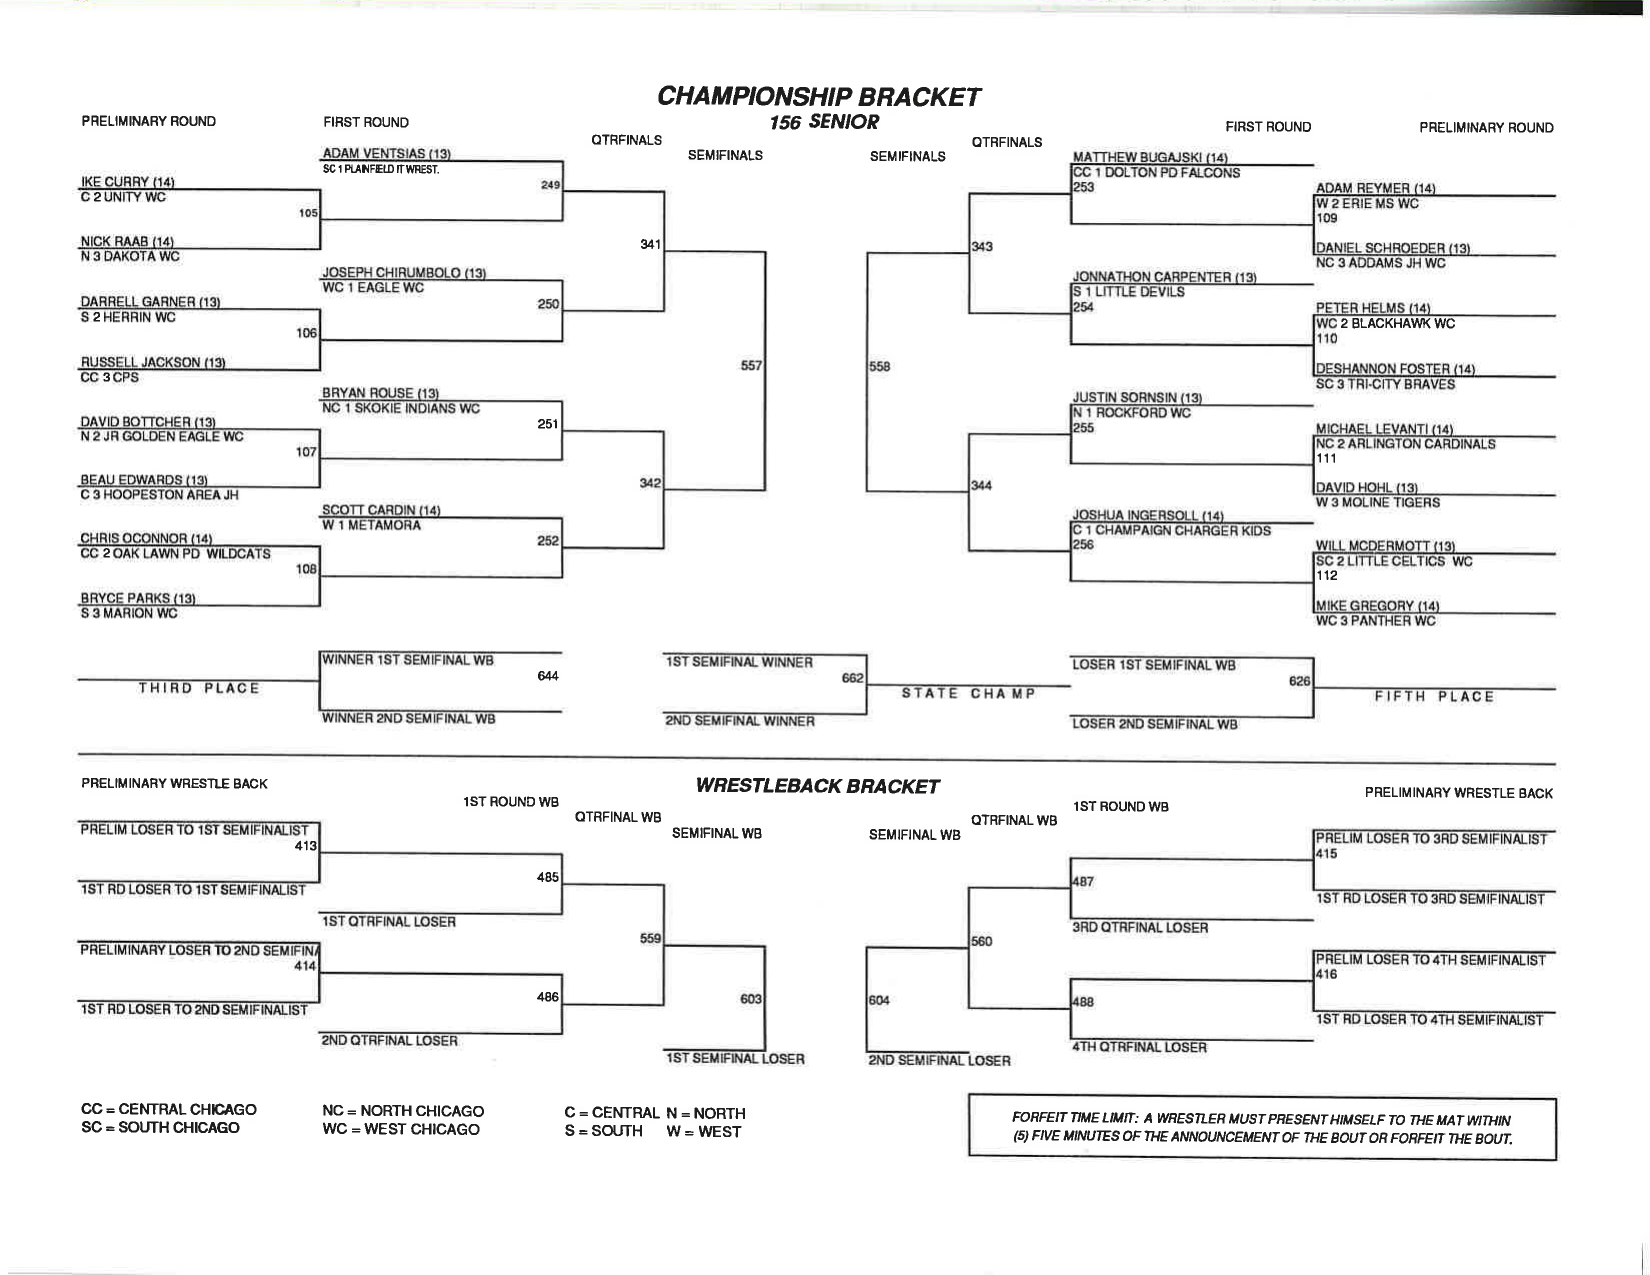 CHAMPIONSHIP BRACKET
156 SENIOR
PRELIMINARY ROUND
FIRST ROUND
QTRFINALS
SEMIFINALS
SEMIFINALS
QTRFINALS
FIRST ROUND
PRELIMINARY ROUND
ADAM VENTSIAS (13)
SC 1 PLAINFIELD IT WREST.
249
IKE CURRY (14)
C 2 UNITY WC
105
NICK RAAB (14)
N 3 DAKOTA WC
341
JOSEPH CHIRUMBOLO (13)
WC 1 EAGLE WC
250
DARRELL GARNER (13)
S 2 HERRIN WC
106
RUSSELL JACKSON (13)
CC 3 CPS
557
BRYAN ROUSE (13)
NC 1 SKOKIE INDIANS WC
251
DAVID BOTTCHER (13)
N 2 JR GOLDEN EAGLE WC
107
BEAU EDWARDS (13)
C 3 HOOPESTON AREA JH
342
SCOTT CARDIN (14)
W 1 METAMORA
252
CHRIS OCONNOR (14)
CC 2 OAK LAWN PD WILDCATS
108
BRYCE PARKS (13)
S 3 MARION WC
MATTHEW BUGAJSKI (14)
CC 1 DOLTON PD FALCONS
253
ADAM REYMER (14)
W 2 ERIE MS WC
109
DANIEL SCHROEDER (13)
NC 3 ADDAMS JH WC
343
JONNATHON CARPENTER (13)
S 1 LITTLE DEVILS
254
PETER HELMS (14)
WC 2 BLACKHAWK WC
110
DESHANNON FOSTER (14)
SC 3 TRI-CITY BRAVES
558
JUSTIN SORNSIN (13)
N 1 ROCKFORD WC
255
MICHAEL LEVANTI (14)
NC 2 ARLINGTON CARDINALS
111
DAVID HOHL (13)
W 3 MOLINE TIGERS
344
JOSHUA INGERSOLL (14)
C 1 CHAMPAIGN CHARGER KIDS
256
WILL MCDERMOTT (13)
SC 2 LITTLE CELTICS WC
112
MIKE GREGORY (14)
WC 3 PANTHER WC
WINNER 1ST SEMIFINAL WB
644
THIRD PLACE
WINNER 2ND SEMIFINAL WB
1ST SEMIFINAL WINNER
662
STATE CHAMP
2ND SEMIFINAL WINNER
LOSER 1ST SEMIFINAL WB
626
FIFTH PLACE
LOSER 2ND SEMIFINAL WB
WRESTLEBACK BRACKET
PRELIMINARY WRESTLE BACK
1ST ROUND WB
QTRFINAL WB
SEMIFINAL WB
SEMIFINAL WB
QTRFINAL WB
1ST ROUND WB
PRELIMINARY WRESTLE BACK
PRELIM LOSER TO 1ST SEMIFINALIST
413
1ST RD LOSER TO 1ST SEMIFINALIST
485
1ST QTRFINAL LOSER
559
PRELIMINARY LOSER TO 2ND SEMIFINA
414
1ST RD LOSER TO 2ND SEMIFINALIST
486
2ND QTRFINAL LOSER
603
1ST SEMIFINAL LOSER
PRELIM LOSER TO 3RD SEMIFINALIST
415
1ST RD LOSER TO 3RD SEMIFINALIST
487
3RD QTRFINAL LOSER
560
PRELIM LOSER TO 4TH SEMIFINALIST
416
1ST RD LOSER TO 4TH SEMIFINALIST
488
4TH QTRFINAL LOSER
604
2ND SEMIFINAL LOSER
CC = CENTRAL CHICAGO
SC = SOUTH CHICAGO
NC = NORTH CHICAGO
WC = WEST CHICAGO
C = CENTRAL N = NORTH
S = SOUTH W = WEST
FORFEIT TIME LIMIT: A WRESTLER MUST PRESENT HIMSELF TO THE MAT WITHIN
(5) FIVE MINUTES OF THE ANNOUNCEMENT OF THE BOUT OR FORFEIT THE BOUT.